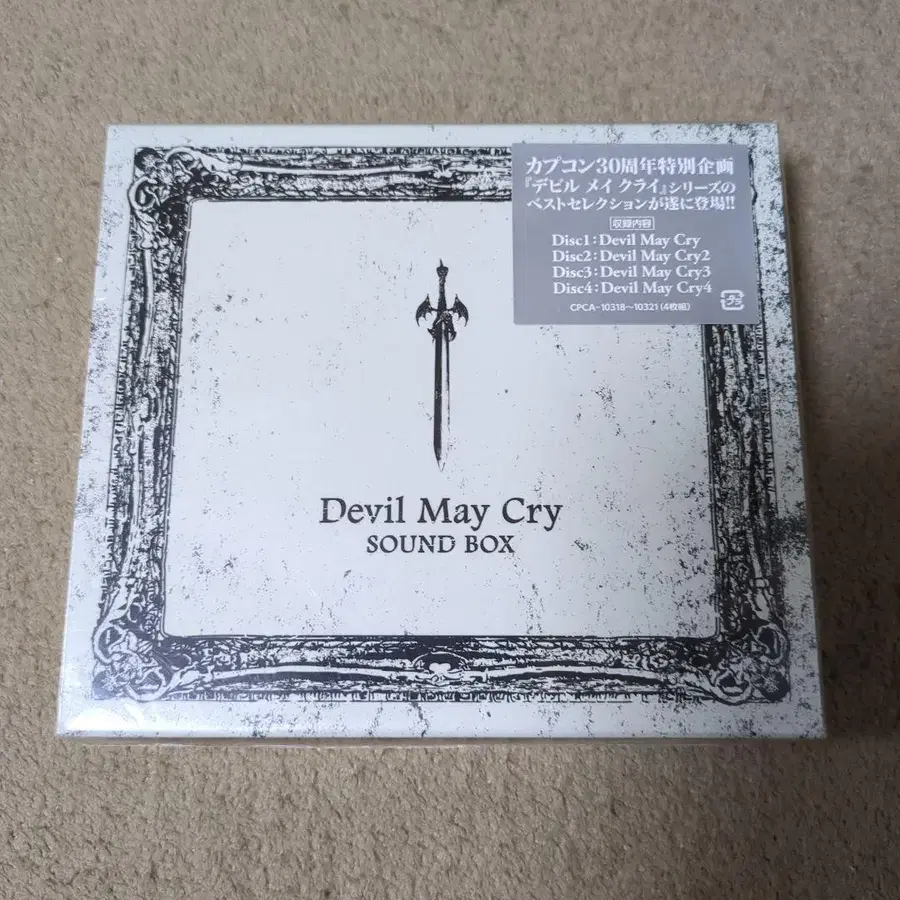 カプコン30周年特別企画
『デビル メイ クライ』シリーズの
ベストセレクションが遂に登場!!
収録内容
Disc1:Devil May Cry
Disc2:Devil May Cry2
Disc3:Devil May Cry3
Disc4:Devil May Cry4
CPCA-10318〜10321(4枚組)
プラ
Devil May Cry
SOUND BOX